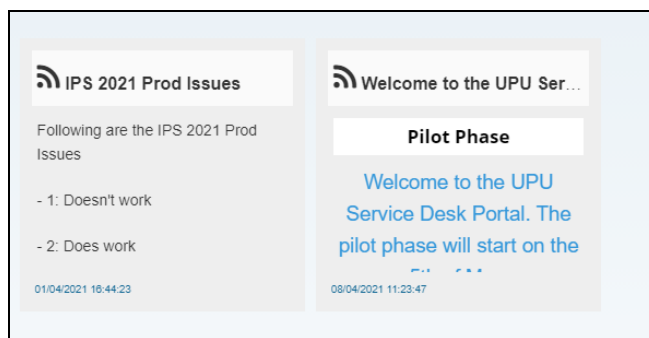 IPS 2021 Prod Issues
Following are the IPS 2021 Prod
Issues
- 1: Doesn't work
- 2: Does work
01/04/2021 16:44:23
Welcome to the UPU Ser...
Pilot Phase
Welcome to the UPU
Service Desk Portal. The
pilot phase will start on the
08/04/2021 11:23:47